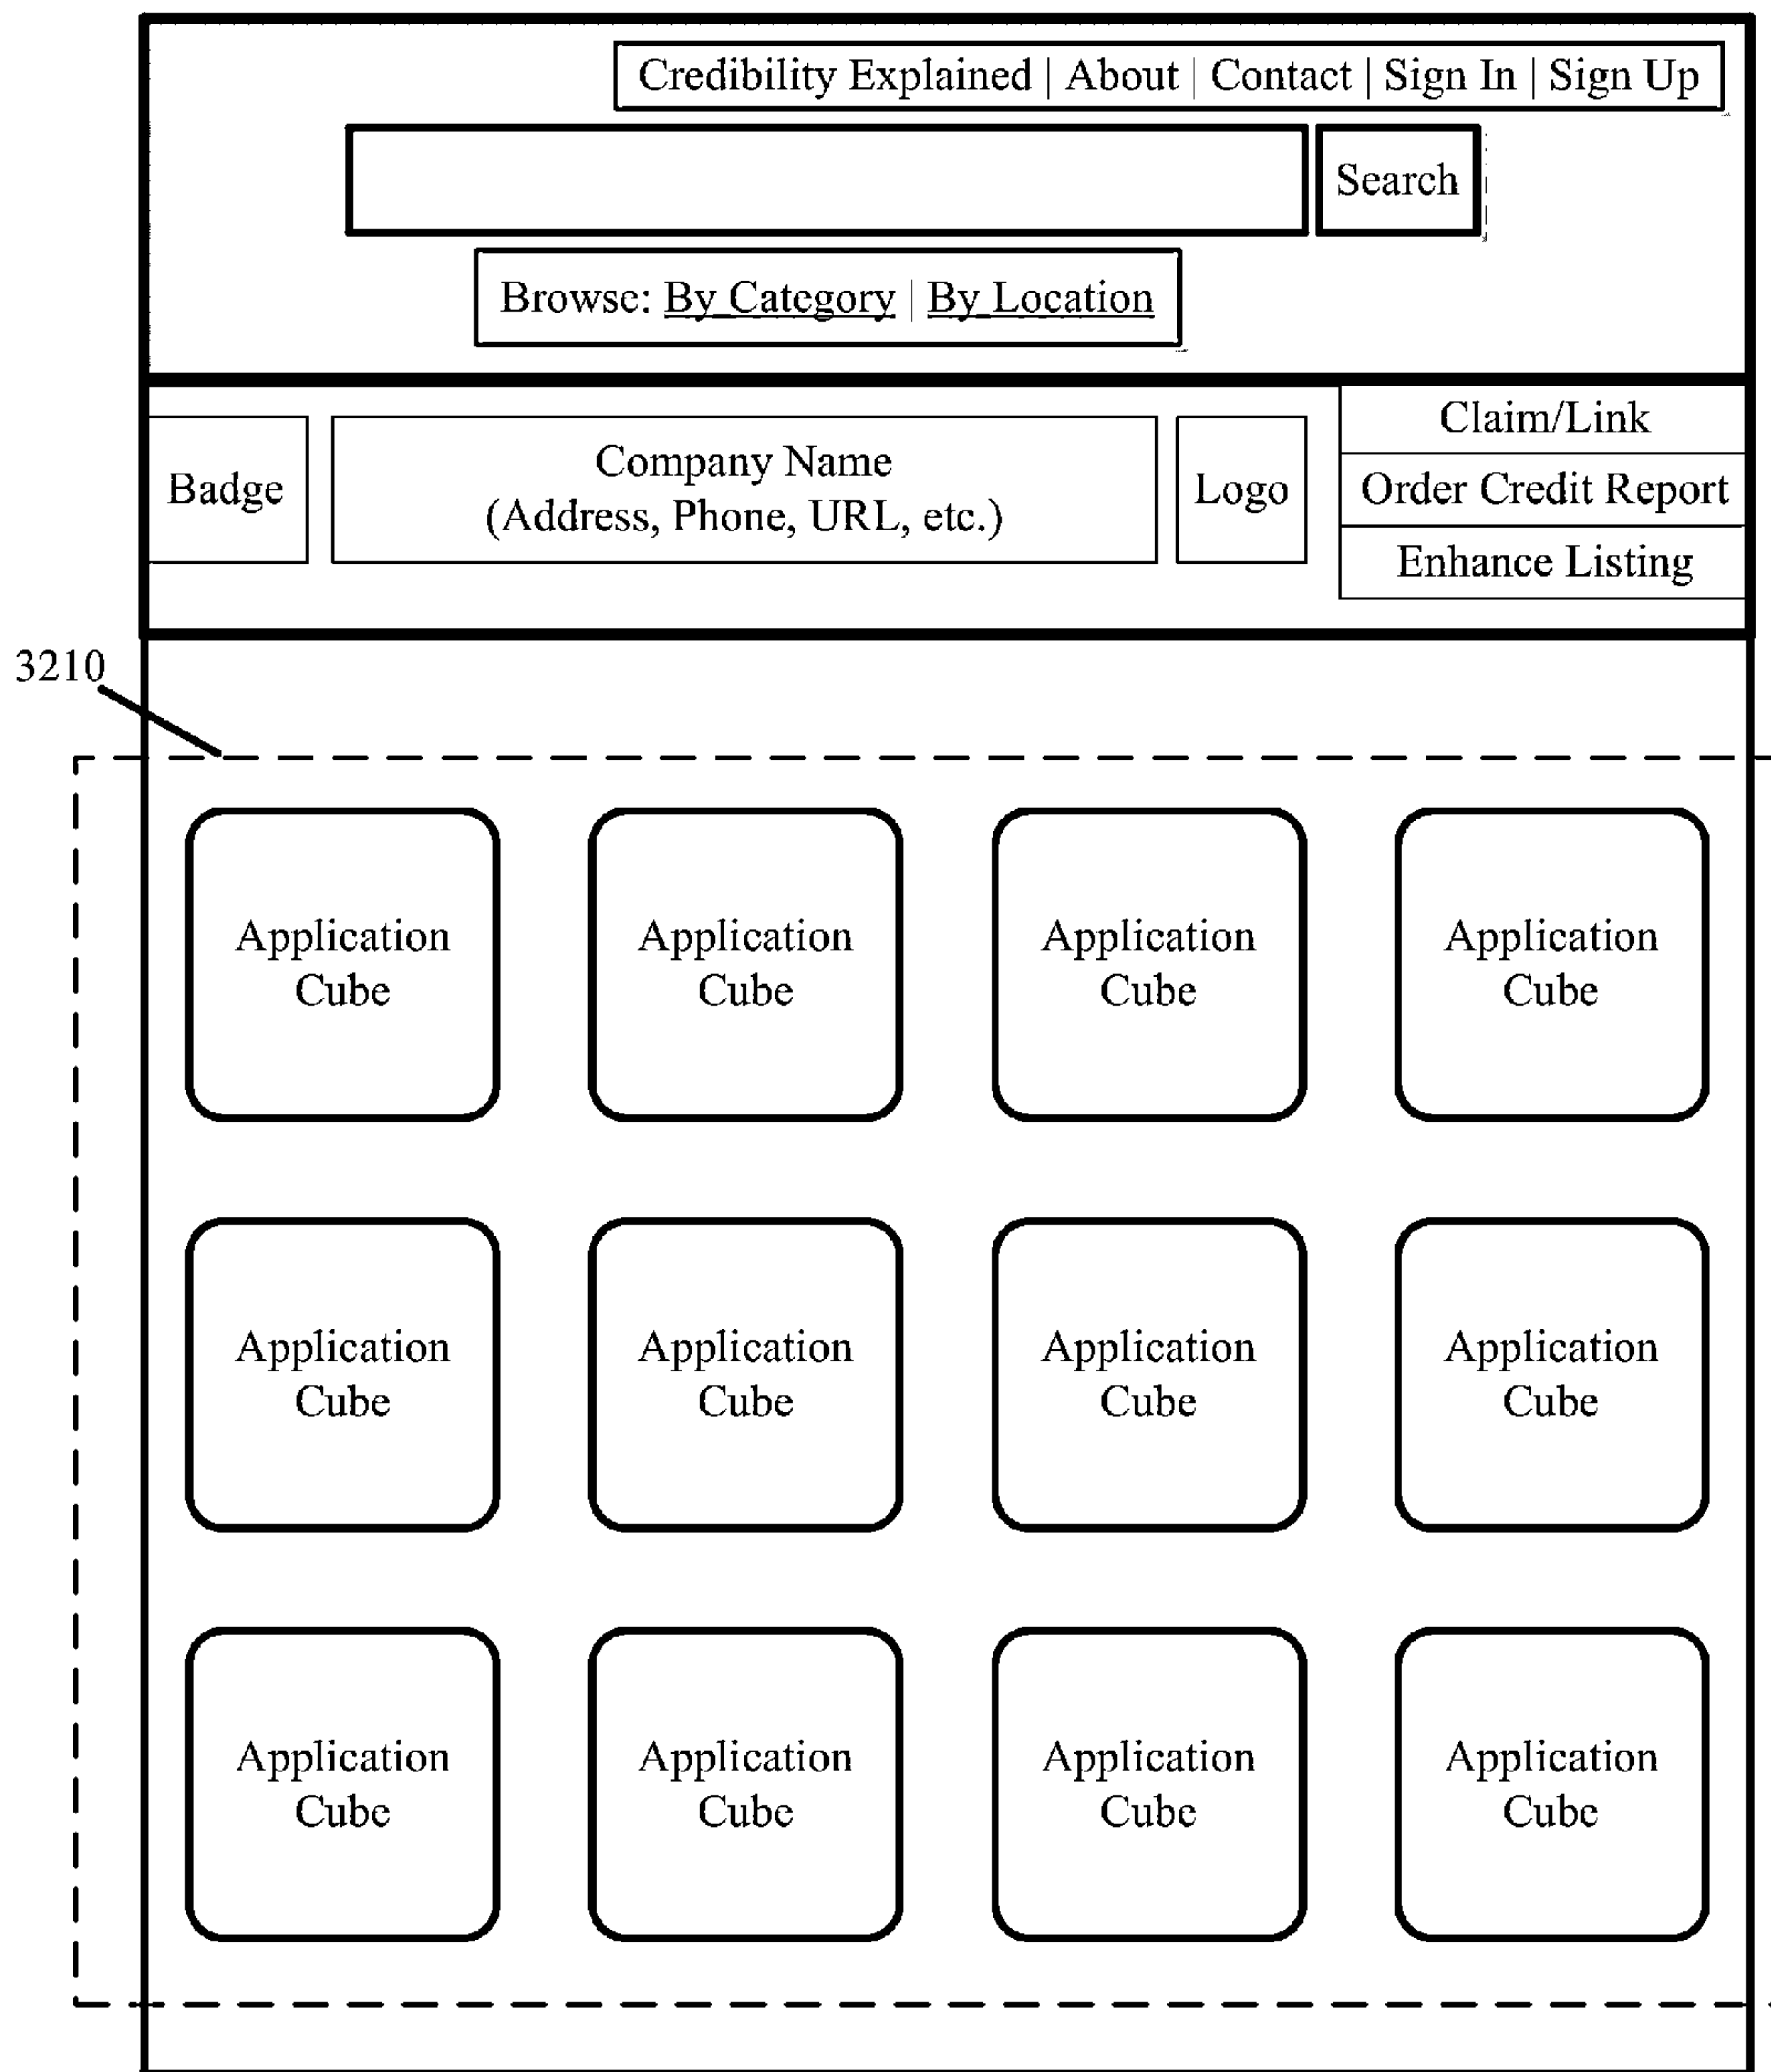 Credibility Explained | About | Contact | Sign In | Sign Up
Search
Browse: By Category | By Location
Badge
Company Name
(Address, Phone, URL, etc.)
Logo
Claim/Link
Order Credit Report
Enhance Listing
3210
Application
Cube
Application
Cube
Application
Cube
Application
Cube
Application
Cube
Application
Cube
Application
Cube
Application
Cube
Application
Cube
Application
Cube
Application
Cube
Application
Cube